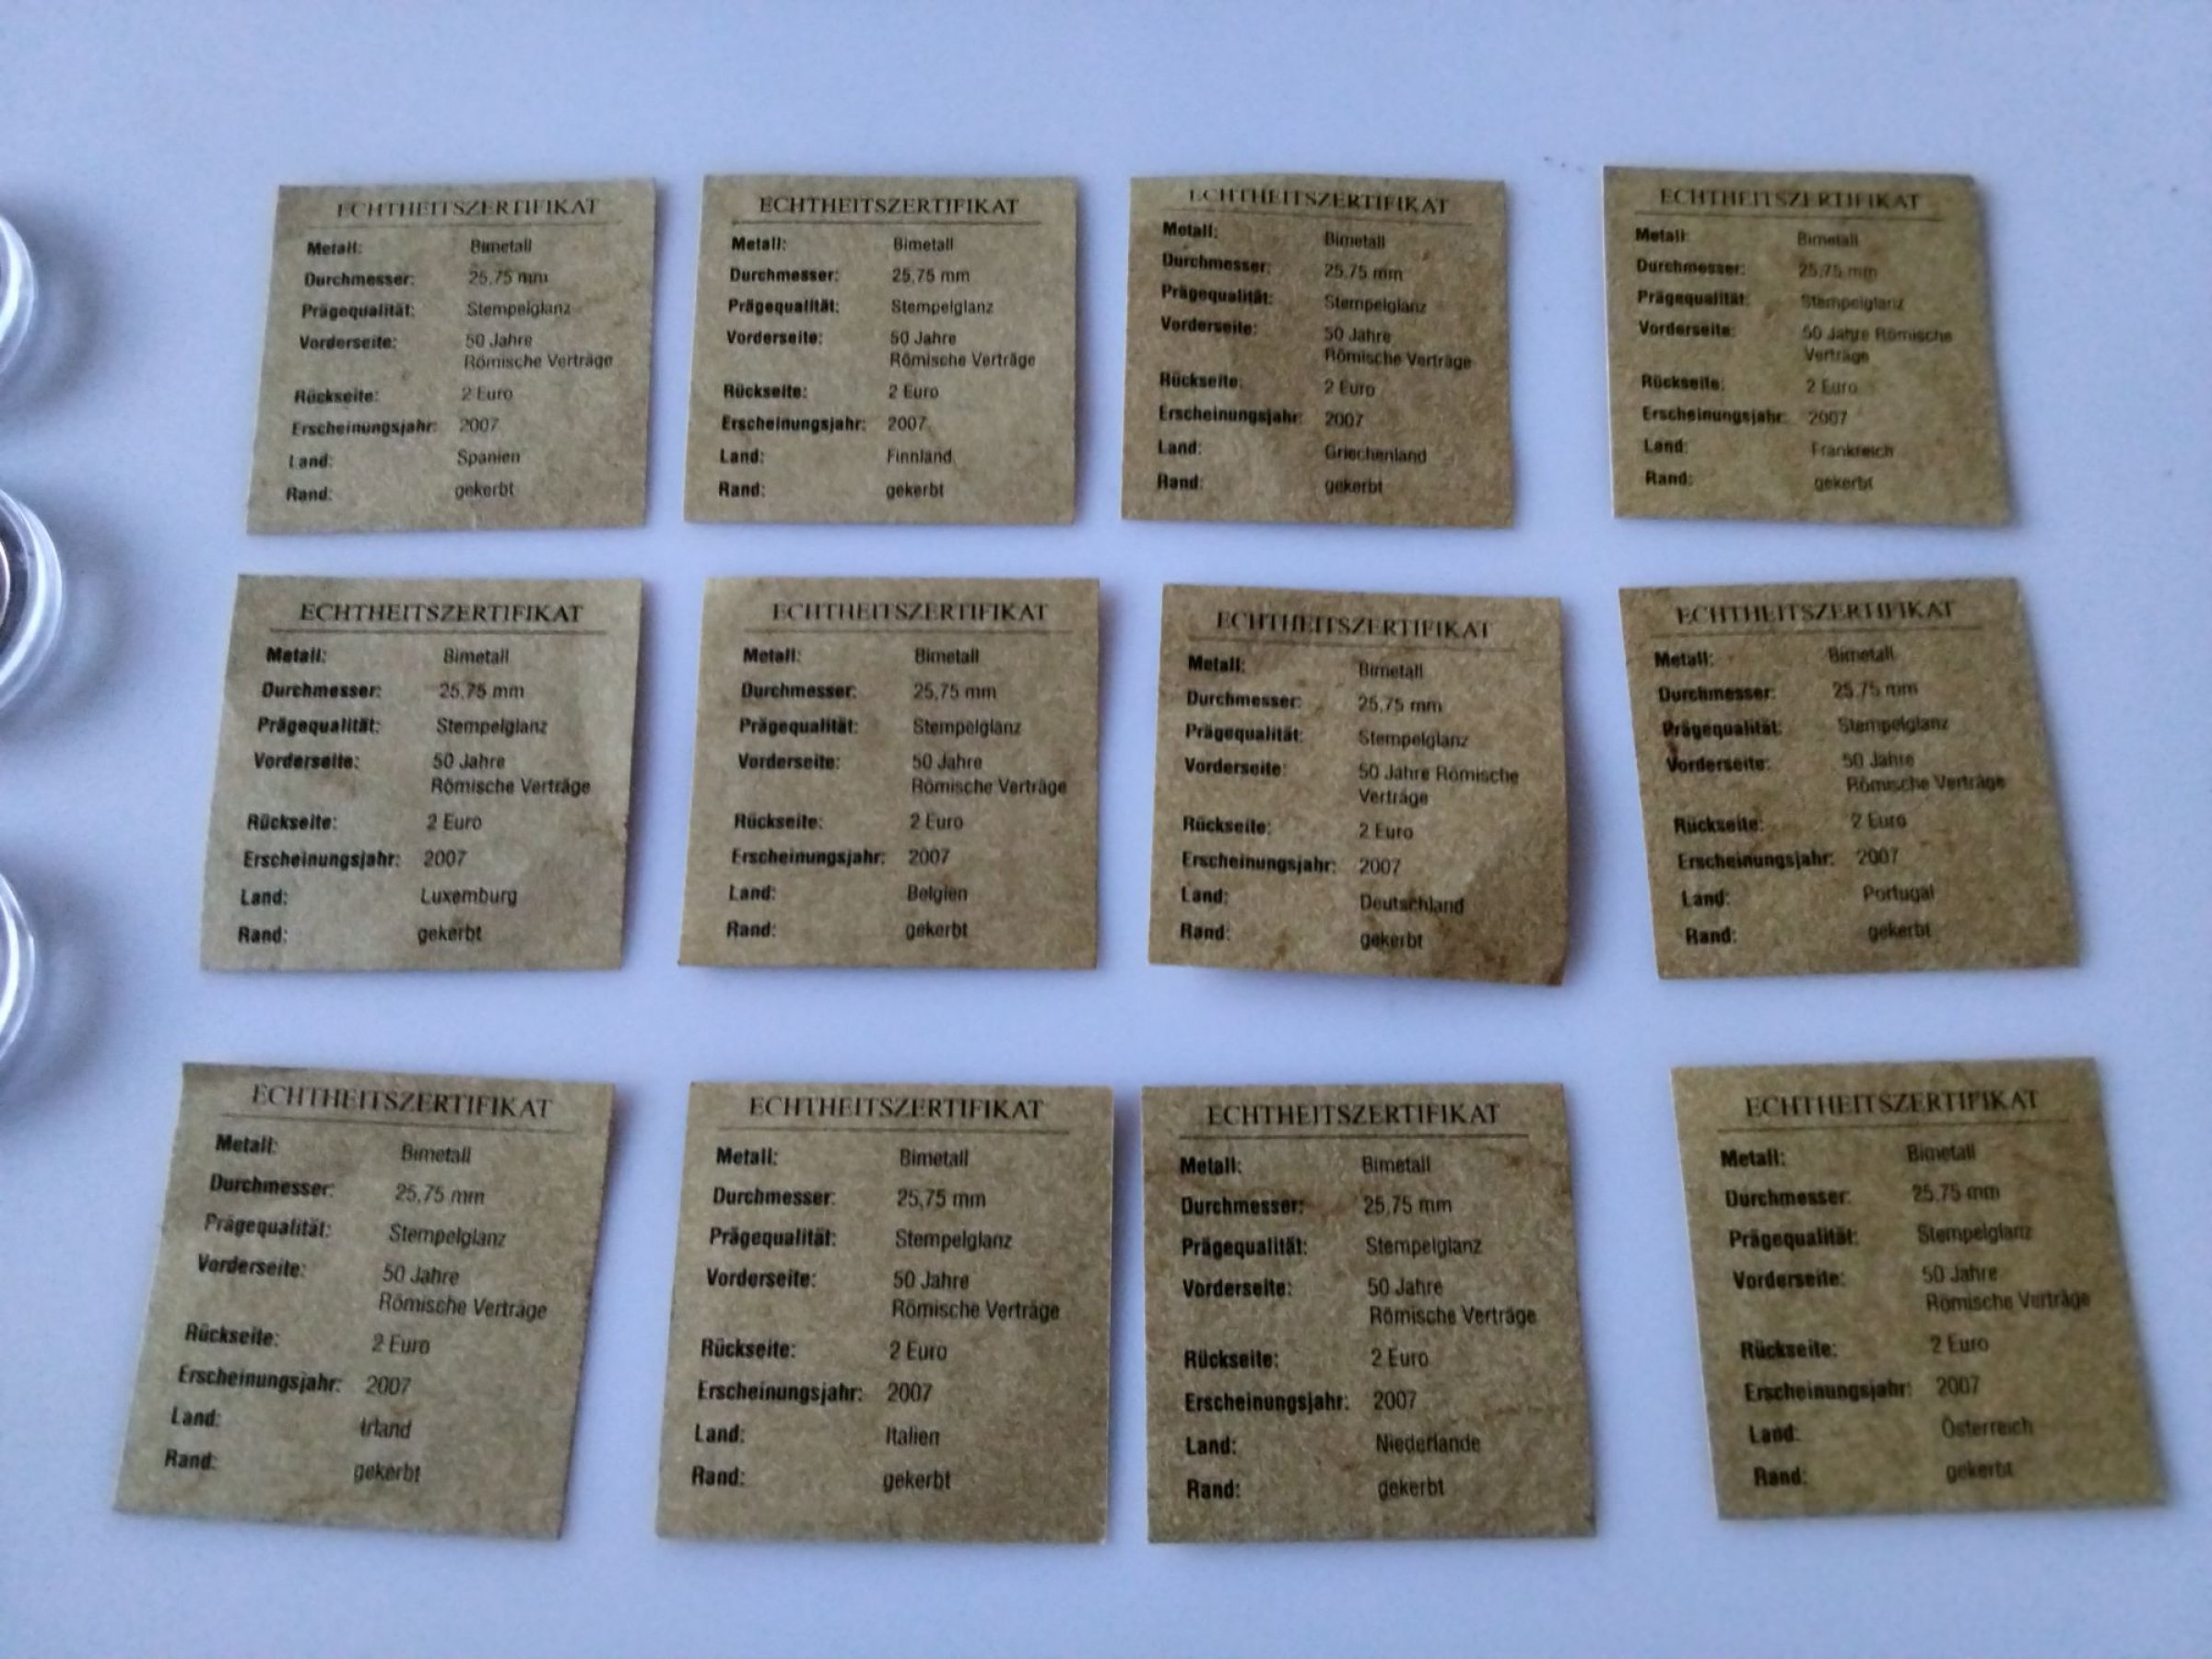 ECHTHEITSZERTIFIKAT
Metall: Bimetall
Durchmesser: 25,75 mm
Prägequalität: Stempelglanz
Vorderseite: 50 Jahre
Römische Verträge
Rückseite: 2 Euro
Erscheinungsjahr: 2007
Land: Spanien
Rand: gekerbt
ECHTHEITSZERTIFIKAT
Metall: Bimetall
Durchmesser: 25,75 mm
Prägequalität: Stempelglanz
Vorderseite: 50 Jahre
Römische Verträge
Rückseite: 2 Euro
Erscheinungsjahr: 2007
Land: Finnland
Rand: gekerbt
ECHTHEITSZERTIFIKAT
Metall: Bimetall
Durchmesser: 25,75 mm
Prägequalität: Stempelglanz
Vorderseite: 50 Jahre
Römische Verträge
Rückseite: 2 Euro
Erscheinungsjahr: 2007
Land: Griechenland
Rand: gekerbt
ECHTHEITSZERTIFIKAT
Metall: Bimetall
Durchmesser: 25,75 mm
Prägequalität: Stempelglanz
Vorderseite: 50 Jahre Römische
Verträge
Rückseite: 2 Euro
Erscheinungsjahr: 2007
Land: Frankreich
Rand: gekerbt
ECHTHEITSZERTIFIKAT
Metall: Bimetall
Durchmesser: 25,75 mm
Prägequalität: Stempelglanz
Vorderseite: 50 Jahre
Römische Verträge
Rückseite: 2 Euro
Erscheinungsjahr: 2007
Land: Luxemburg
Rand: gekerbt
ECHTHEITSZERTIFIKAT
Metall: Bimetall
Durchmesser: 25,75 mm
Prägequalität: Stempelglanz
Vorderseite: 50 Jahre
Römische Verträge
Rückseite: 2 Euro
Erscheinungsjahr: 2007
Land: Belgien
Rand: gekerbt
ECHTHEITSZERTIFIKAT
Metall: Bimetall
Durchmesser: 25,75 mm
Prägequalität: Stempelglanz
Vorderseite: 50 Jahre Römische
Verträge
Rückseite: 2 Euro
Erscheinungsjahr: 2007
Land: Deutschland
Rand: gekerbt
ECHTHEITSZERTIFIKAT
Metall: Bimetall
Durchmesser: 25,75 mm
Prägequalität: Stempelglanz
Vorderseite: 50 Jahre
Römische Verträge
Rückseite: 2 Euro
Erscheinungsjahr: 2007
Land: Portugal
Rand: gekerbt
ECHTHEITSZERTIFIKAT
Metall: Bimetall
Durchmesser: 25,75 mm
Prägequalität: Stempelglanz
Vorderseite: 50 Jahre
Römische Verträge
Rückseite: 2 Euro
Erscheinungsjahr: 2007
Land: Irland
Rand: gekerbt
ECHTHEITSZERTIFIKAT
Metall: Bimetall
Durchmesser: 25,75 mm
Prägequalität: Stempelglanz
Vorderseite: 50 Jahre
Römische Verträge
Rückseite: 2 Euro
Erscheinungsjahr: 2007
Land: Italien
Rand: gekerbt
ECHTHEITSZERTIFIKAT
Metall: Bimetall
Durchmesser: 25,75 mm
Prägequalität: Stempelglanz
Vorderseite: 50 Jahre
Römische Verträge
Rückseite: 2 Euro
Erscheinungsjahr: 2007
Land: Niederlande
Rand: gekerbt
ECHTHEITSZERTIFIKAT
Metall: Bimetall
Durchmesser: 25,75 mm
Prägequalität: Stempelglanz
Vorderseite: 50 Jahre
Römische Verträge
Rückseite: 2 Euro
Erscheinungsjahr: 2007
Land: Österreich
Rand: gekerbt